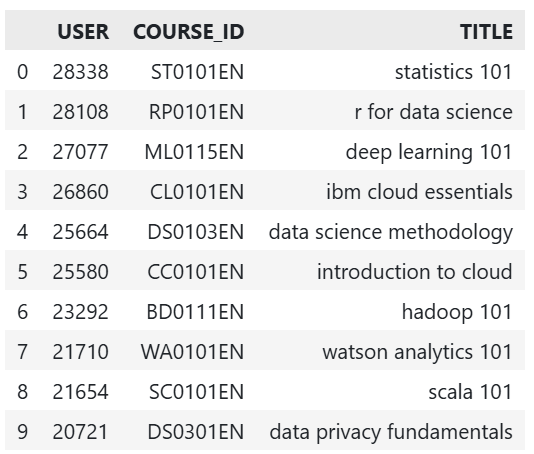 USER COURSE_ID TITLE
0 28338 ST0101EN statistics 101
1 28108 RP0101EN r for data science
2 27077 ML0115EN deep learning 101
3 26860 CL0101EN ibm cloud essentials
4 25664 DS0103EN data science methodology
5 25580 CC0101EN introduction to cloud
6 23292 BD0111EN hadoop 101
7 21710 WA0101EN watson analytics 101
8 21654 SC0101EN scala 101
9 20721 DS0301EN data privacy fundamentals